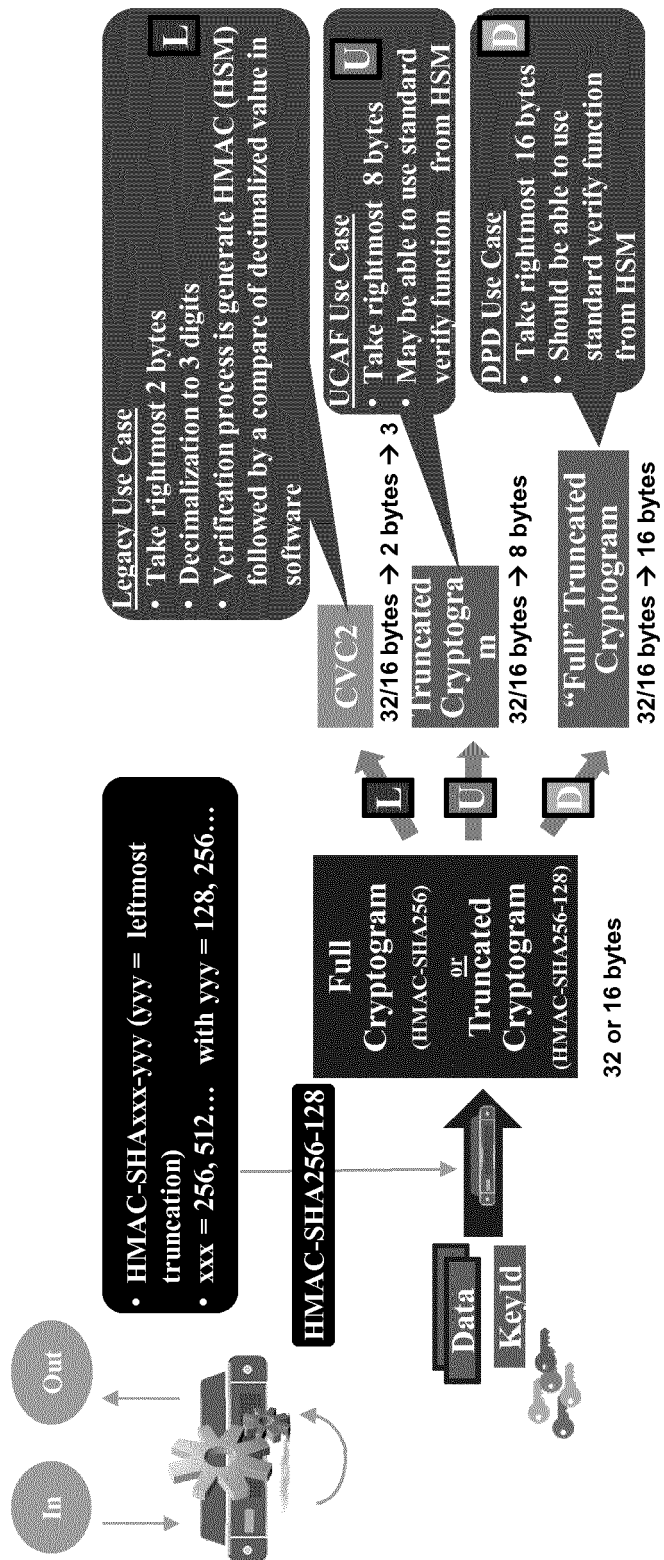 In
Out
• HMAC-SHAxxx-yyy (yyy = leftmost
truncation)
• xxx = 256, 512… with yyy = 128, 256…
HMAC-SHA256-128
Data
KeyId
Full
Cryptogram
(HMAC-SHA256)
or
Truncated
Cryptogram
(HMAC-SHA256-128)
32 or 16 bytes
L
U
D
CVC2
32/16 bytes → 2 bytes → 3
Truncated
Cryptogra
m
32/16 bytes → 8 bytes
“Full” Truncated
Cryptogram
32/16 bytes → 16 bytes
Legacy Use Case
L
• Take rightmost 2 bytes
• Decimalization to 3 digits
• Verification process is generate HMAC (HSM)
followed by a compare of decimalized value in
software
UCAF Use Case
U
• Take rightmost 8 bytes
• May be able to use standard
verify function from HSM
DPD Use Case
D
• Take rightmost 16 bytes
• Should be able to use
standard verify function
from HSM